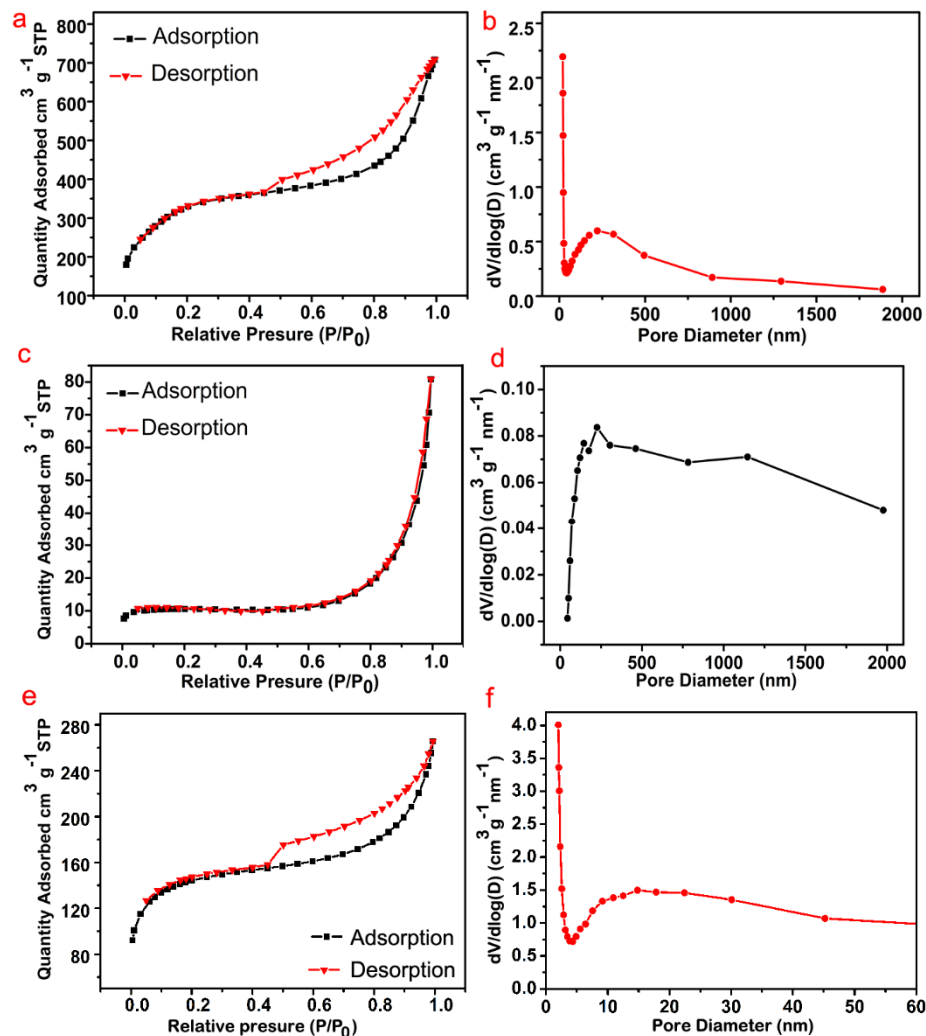 a
Quantity Adsorbed cm³ g⁻¹ STP
800
700
600
500
400
300
200
100
Adsorption
Desorption
0.0 0.2 0.4 0.6 0.8 1.0
Relative Presure (P/P₀)
b
dV/dlog(D) (cm³ g⁻¹ nm⁻¹)
2.5
2.0
1.5
1.0
0.5
0.0
0 500 1000 1500 2000
Pore Diameter (nm)
c
Quantity Adsorbed cm³ g⁻¹ STP
80
70
60
50
40
30
20
10
0
Adsorption
Desorption
0.0 0.2 0.4 0.6 0.8 1.0
Relative Presure (P/P₀)
d
dV/dlog(D) (cm³ g⁻¹ nm⁻¹)
0.10
0.08
0.06
0.04
0.02
0.00
0 500 1000 1500 2000
Pore Diameter (nm)
e
Quantity Adsorbed cm³ g⁻¹ STP
280
240
200
160
120
80
Adsorption
Desorption
0.0 0.2 0.4 0.6 0.8 1.0
Relative presure (P/P₀)
f
dV/dlog(D) (cm³ g⁻¹ nm⁻¹)
4.0
3.5
3.0
2.5
2.0
1.5
1.0
0.5
0.0
0 10 20 30 40 50 60
Pore Diameter (nm)